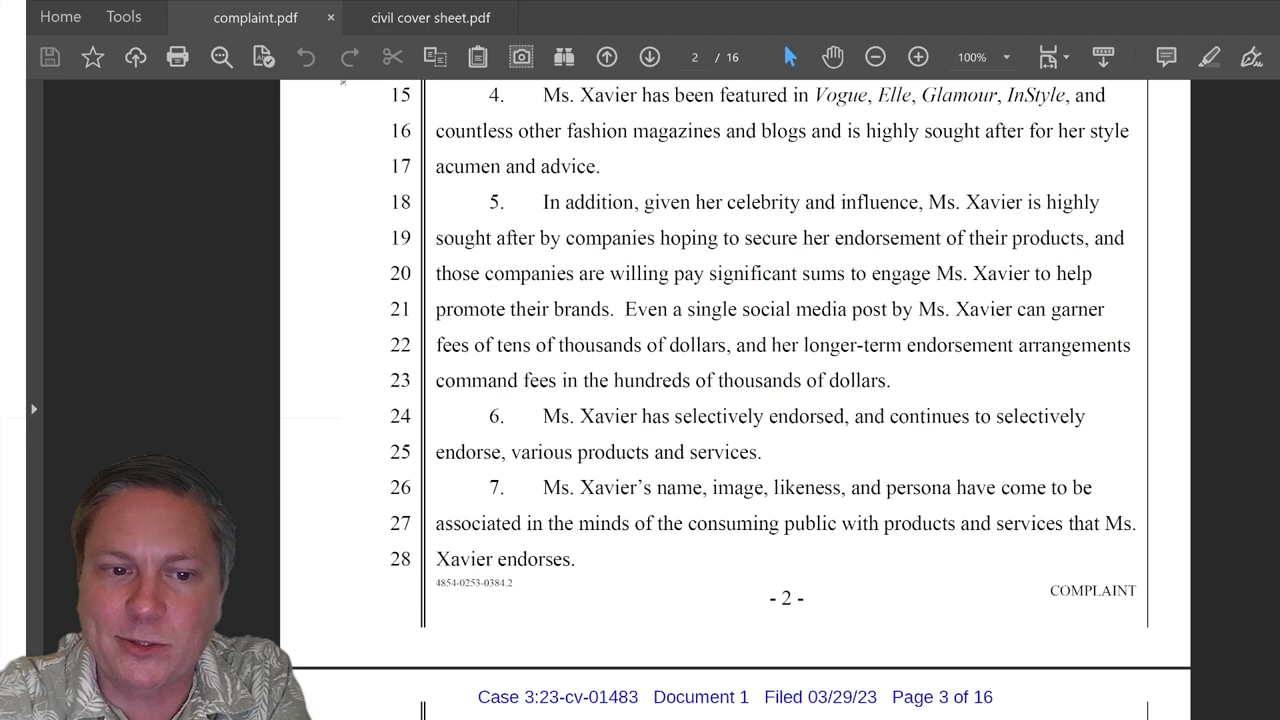 Home Tools complaint.pdf × civil cover sheet.pdf
2 / 16 100%
15 4. Ms. Xavier has been featured in Vogue, Elle, Glamour, InStyle, and
16 countless other fashion magazines and blogs and is highly sought after for her style
17 acumen and advice.
18 5. In addition, given her celebrity and influence, Ms. Xavier is highly
19 sought after by companies hoping to secure her endorsement of their products, and
20 those companies are willing pay significant sums to engage Ms. Xavier to help
21 promote their brands. Even a single social media post by Ms. Xavier can garner
22 fees of tens of thousands of dollars, and her longer-term endorsement arrangements
23 command fees in the hundreds of thousands of dollars.
24 6. Ms. Xavier has selectively endorsed, and continues to selectively
25 endorse, various products and services.
26 7. Ms. Xavier’s name, image, likeness, and persona have come to be
27 associated in the minds of the consuming public with products and services that Ms.
28 Xavier endorses.
4854-0253-0384.2
- 2 -
COMPLAINT
Case 3:23-cv-01483 Document 1 Filed 03/29/23 Page 3 of 16